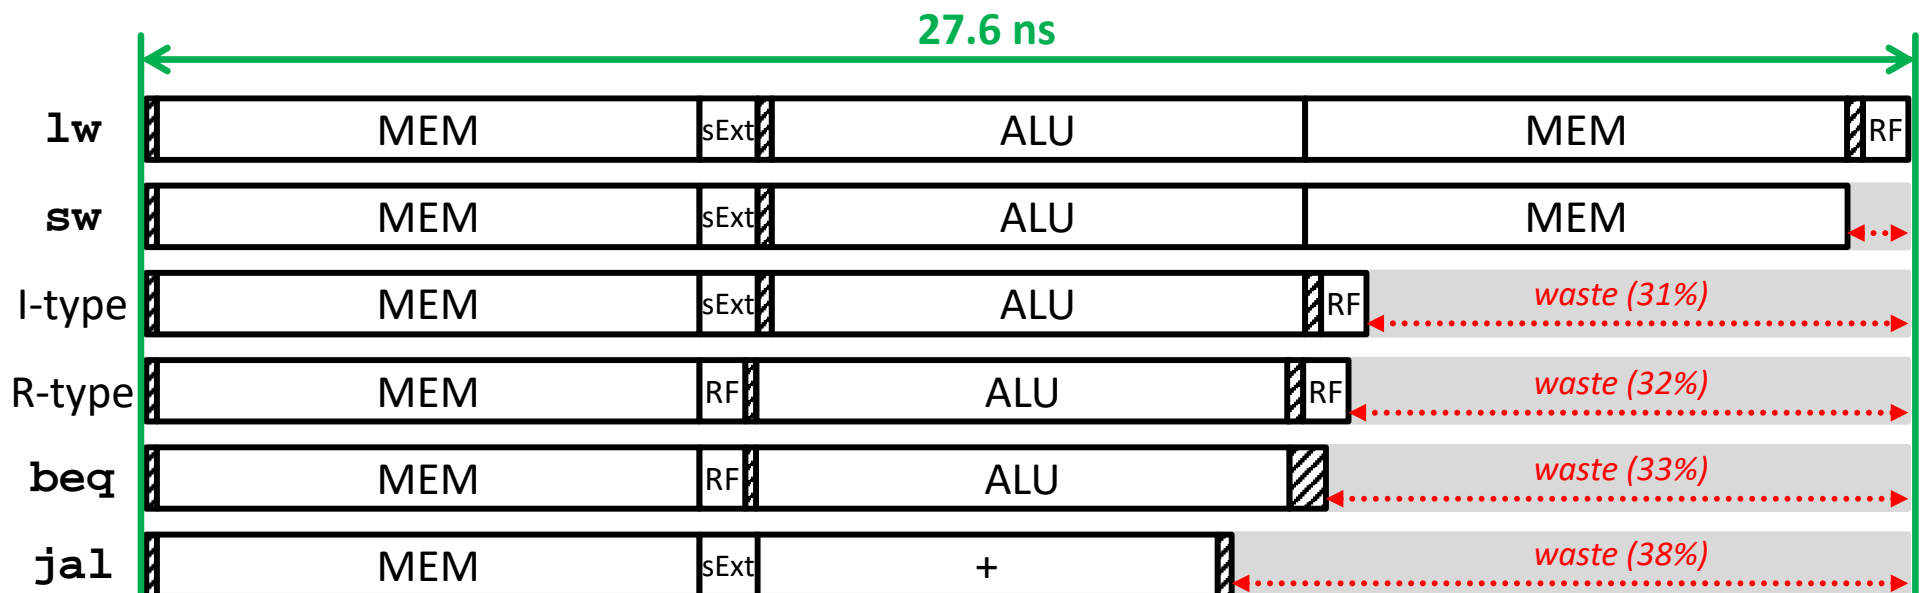 27.6 ns
lw MEM sExt ALU MEM RF
sw MEM sExt ALU MEM
I-type MEM sExt ALU RF waste (31%)
R-type MEM RF ALU RF waste (32%)
beq MEM RF ALU waste (33%)
jal MEM sExt + waste (38%)